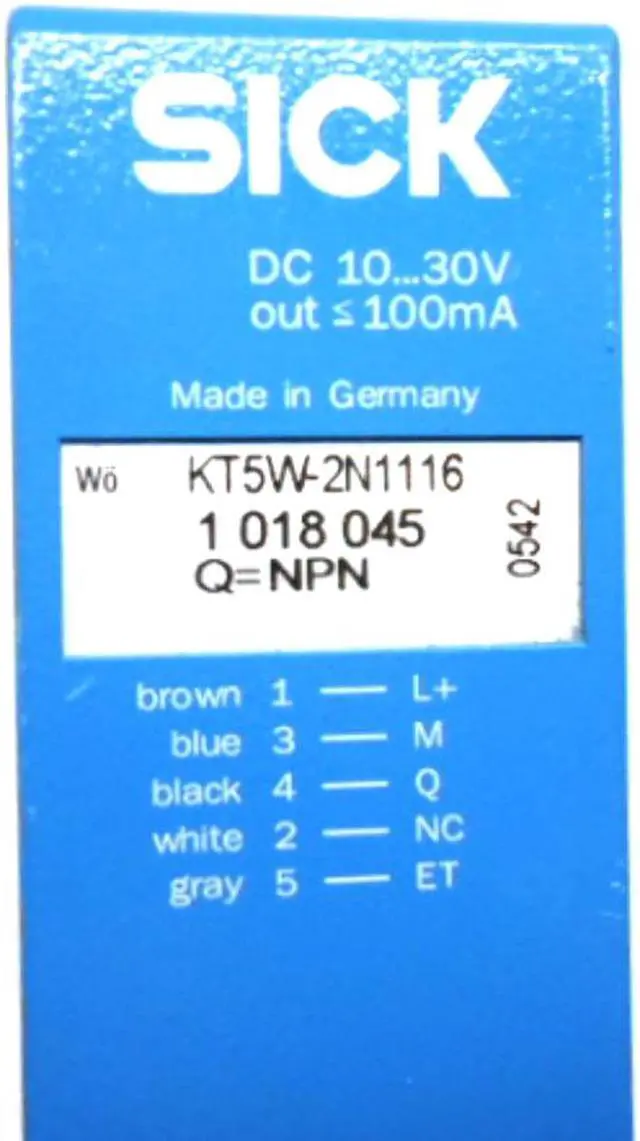 SICK
DC 10...30V
out ≤ 100mA
Made in Germany
Wö KT5W-2N1116
1 018 045
Q=NPN
0542
brown 1 — L+
blue 3 — M
black 4 — Q
white 2 — NC
gray 5 — ET